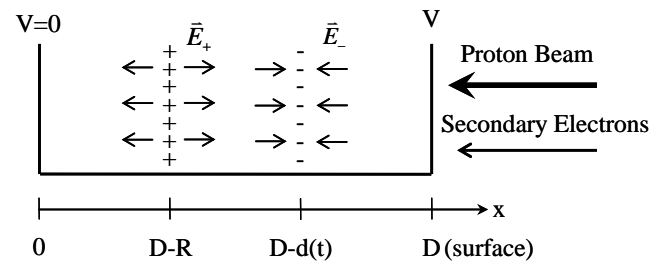 V=0
E₊
E₋
V
Proton Beam
Secondary Electrons
+ -
+ -
+ -
+ -
+ -
+ -
+ -
x
0
D-R
D-d(t)
D (surface)